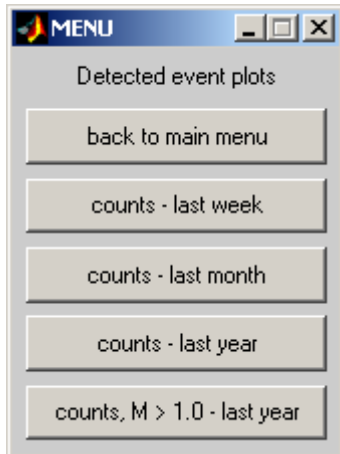 MENU
Detected event plots
back to main menu
counts - last week
counts - last month
counts - last year
counts, M > 1.0 - last year